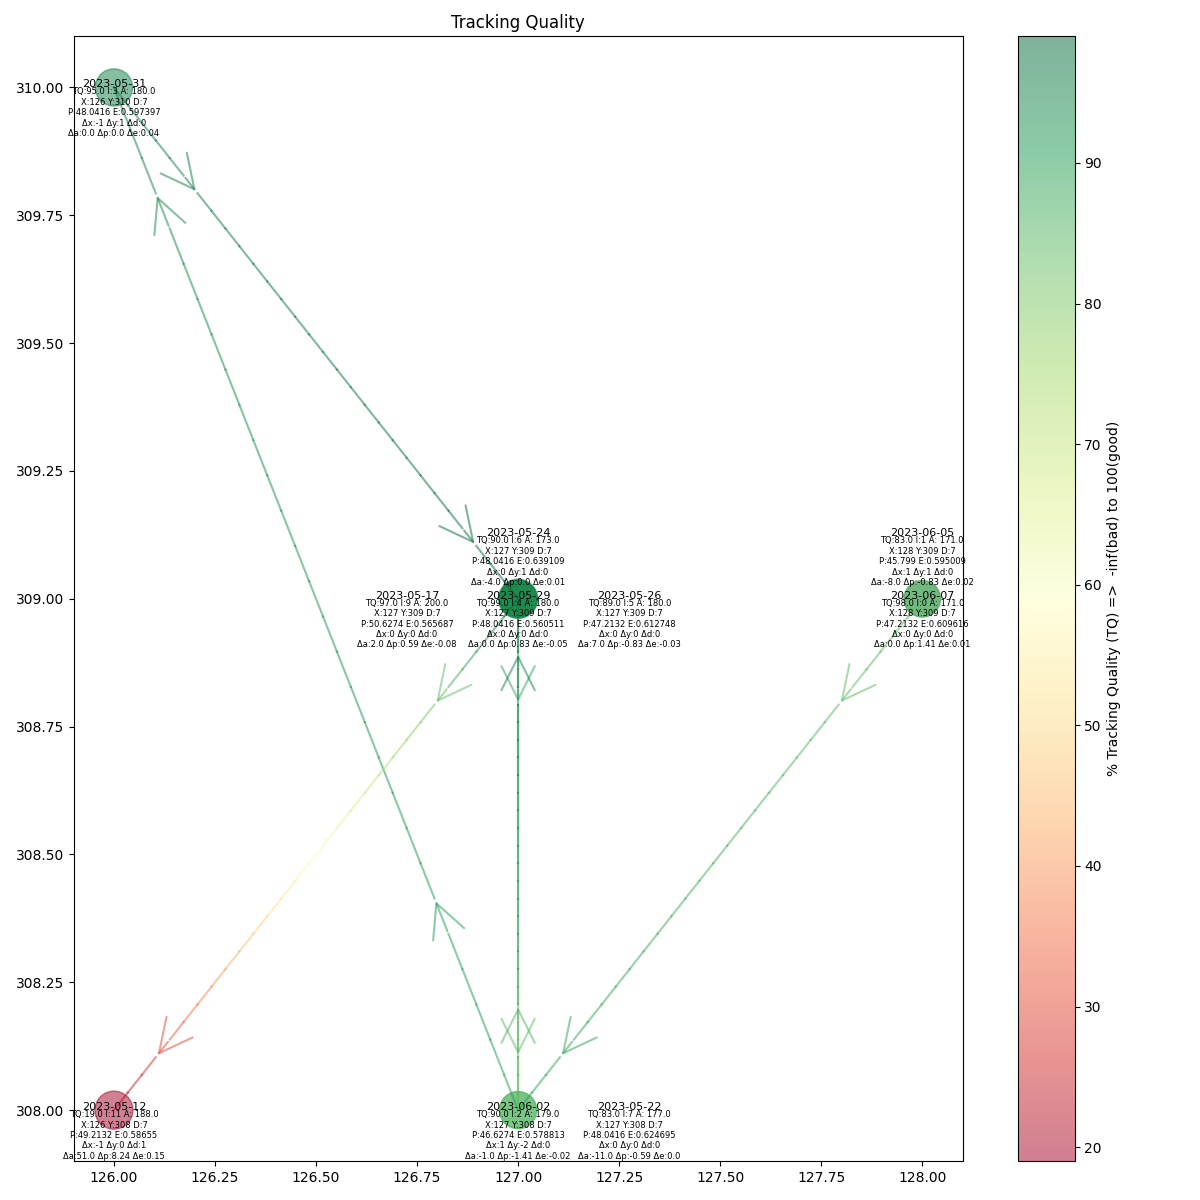 Tracking Quality
310.00
309.75
309.50
309.25
309.00
308.75
308.50
308.25
308.00
2023-05-31
TQ:95.0 I:3 A: 180.0
X:126 Y:310 D:7
P:48.0416 E:0.597397
Δx:-1 Δy:1 Δd:0
Δa:0.0 Δp:0.0 Δe:0.04
2023-05-24
TQ:90.0 I:6 A: 173.0
X:127 Y:309 D:7
P:48.0416 E:0.639109
Δx:0 Δy:1 Δd:0
Δa:-4.0 Δp:0.0 Δe:0.01
2023-06-05
TQ:83.0 I:1 A: 171.0
X:128 Y:309 D:7
P:45.799 E:0.595009
Δx:1 Δy:1 Δd:0
Δa:-8.0 Δp:-0.83 Δe:0.02
2023-05-17
TQ:97.0 I:9 A: 200.0
X:127 Y:309 D:7
P:50.6274 E:0.565687
Δx:0 Δy:0 Δd:0
Δa:2.0 Δp:0.59 Δe:-0.08
2023-05-29
TQ:99.0 I:4 A: 180.0
X:127 Y:309 D:7
P:48.0416 E:0.560511
Δx:0 Δy:0 Δd:0
Δa:0.0 Δp:0.83 Δe:-0.05
2023-05-26
TQ:89.0 I:5 A: 180.0
X:127 Y:309 D:7
P:47.2132 E:0.612748
Δx:0 Δy:0 Δd:0
Δa:7.0 Δp:-0.83 Δe:-0.03
2023-06-07
TQ:98.0 I:0 A: 171.0
X:128 Y:309 D:7
P:47.2132 E:0.609616
Δx:0 Δy:0 Δd:0
Δa:0.0 Δp:1.41 Δe:0.01
2023-05-12
TQ:19.0 I:11 A: 188.0
X:126 Y:308 D:7
P:49.2132 E:0.58655
Δx:-1 Δy:0 Δd:1
Δa:51.0 Δp:8.24 Δe:0.15
2023-06-02
TQ:90.0 I:2 A: 179.0
X:127 Y:308 D:7
P:46.6274 E:0.578813
Δx:1 Δy:-2 Δd:0
Δa:-1.0 Δp:-1.41 Δe:-0.02
2023-05-22
TQ:83.0 I:7 A: 177.0
X:127 Y:308 D:7
P:48.0416 E:0.624695
Δx:0 Δy:0 Δd:0
Δa:-11.0 Δp:-0.59 Δe:0.0
126.00
126.25
126.50
126.75
127.00
127.25
127.50
127.75
128.00
90
80
70
60
50
40
30
20
% Tracking Quality (TQ) => -inf(bad) to 100(good)